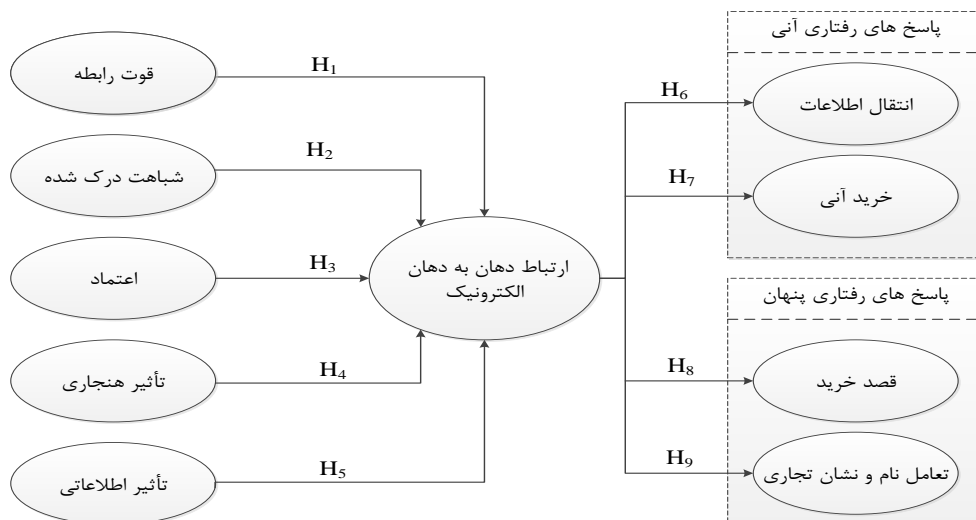 پاسخ های رفتاری آنی
قوت رابطه
H₁
H₆
انتقال اطلاعات
شباهت درک شده
H₂
H₇
خرید آنی
اعتماد
H₃
ارتباط دهان به دهان
الکترونیک
پاسخ های رفتاری پنهان
تأثیر هنجاری
H₄
H₈
قصد خرید
تأثیر اطلاعاتی
H₅
H₉
تعامل نام و نشان تجاری